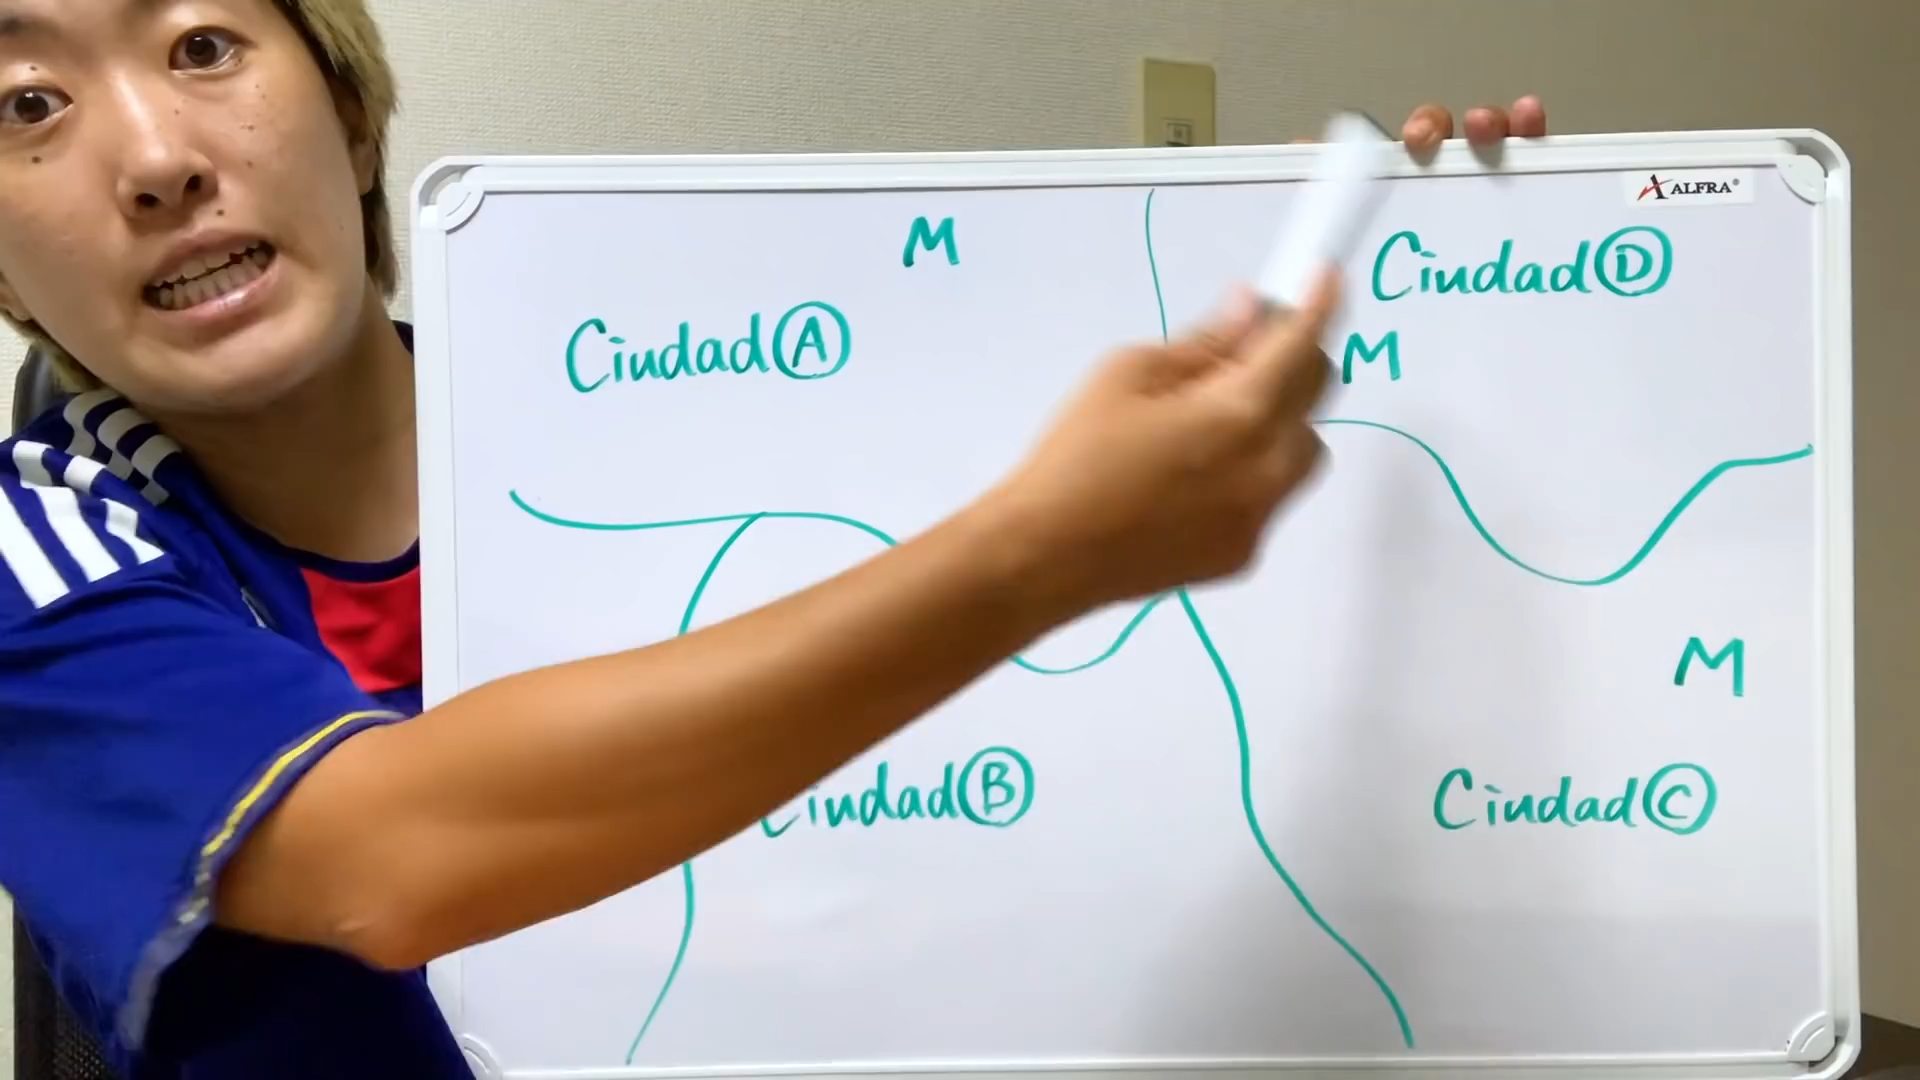 ALFRA®
M
Ciudad Ⓓ
Ciudad Ⓐ
M
M
Ciudad Ⓑ
Ciudad Ⓒ